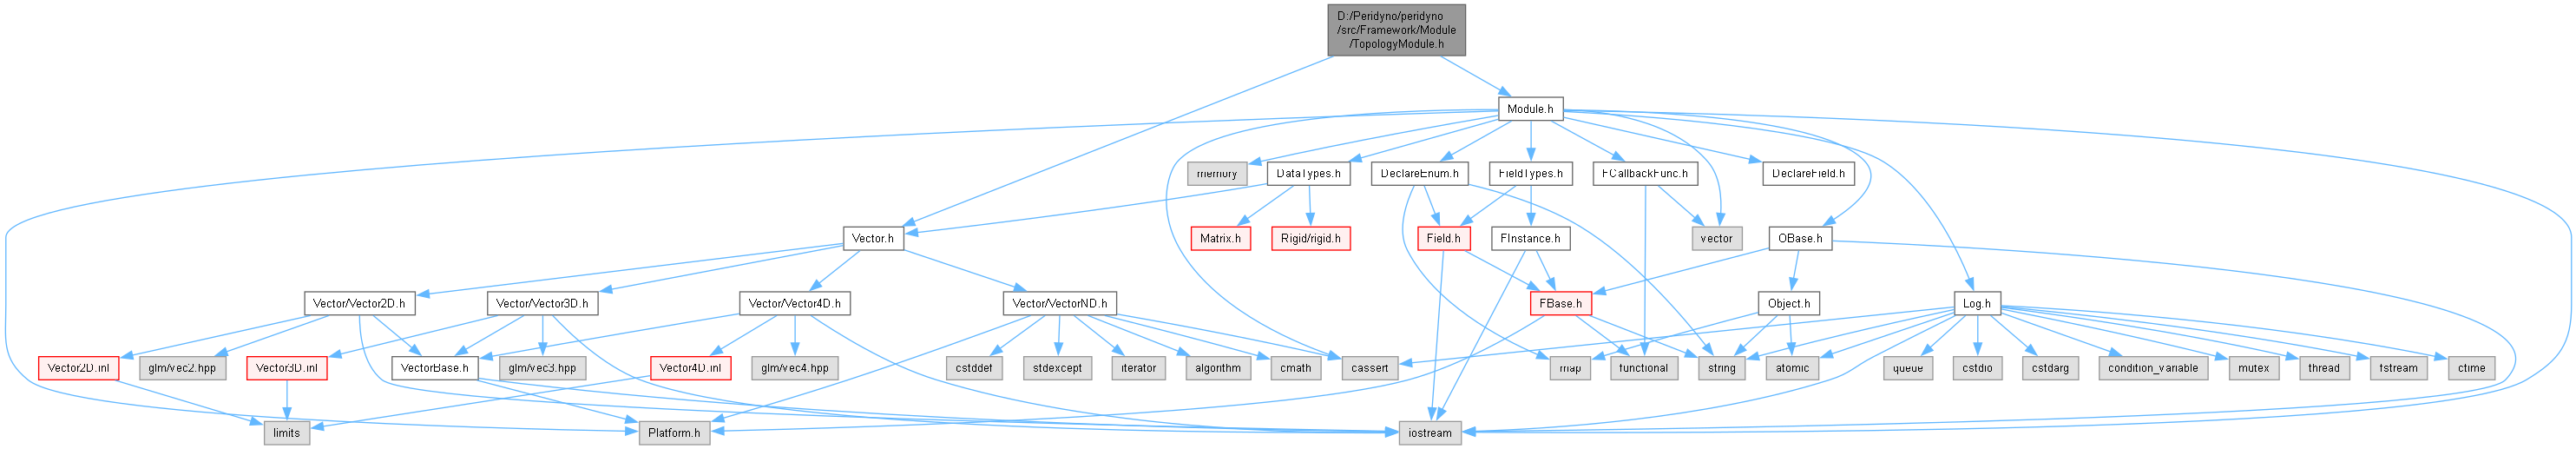 D:/Peridyno/peridyno
/src/Framework/Module
/TopologyModule.h
Module.h
memory
DataTypes.h
DeclareEnum.h
FieldTypes.h
FCallbackFunc.h
DeclareField.h
Vector.h
Matrix.h
Rigid/rigid.h
Field.h
FInstance.h
vector
OBase.h
Vector/Vector2D.h
Vector/Vector3D.h
Vector/Vector4D.h
Vector/VectorND.h
FBase.h
Object.h
Log.h
Vector2D.inl
glm/vec2.hpp
Vector3D.inl
VectorBase.h
glm/vec3.hpp
Vector4D.inl
glm/vec4.hpp
cstddef
stdexcept
iterator
algorithm
cmath
cassert
map
functional
string
atomic
queue
cstdio
cstdarg
condition_variable
mutex
thread
fstream
ctime
limits
Platform.h
iostream